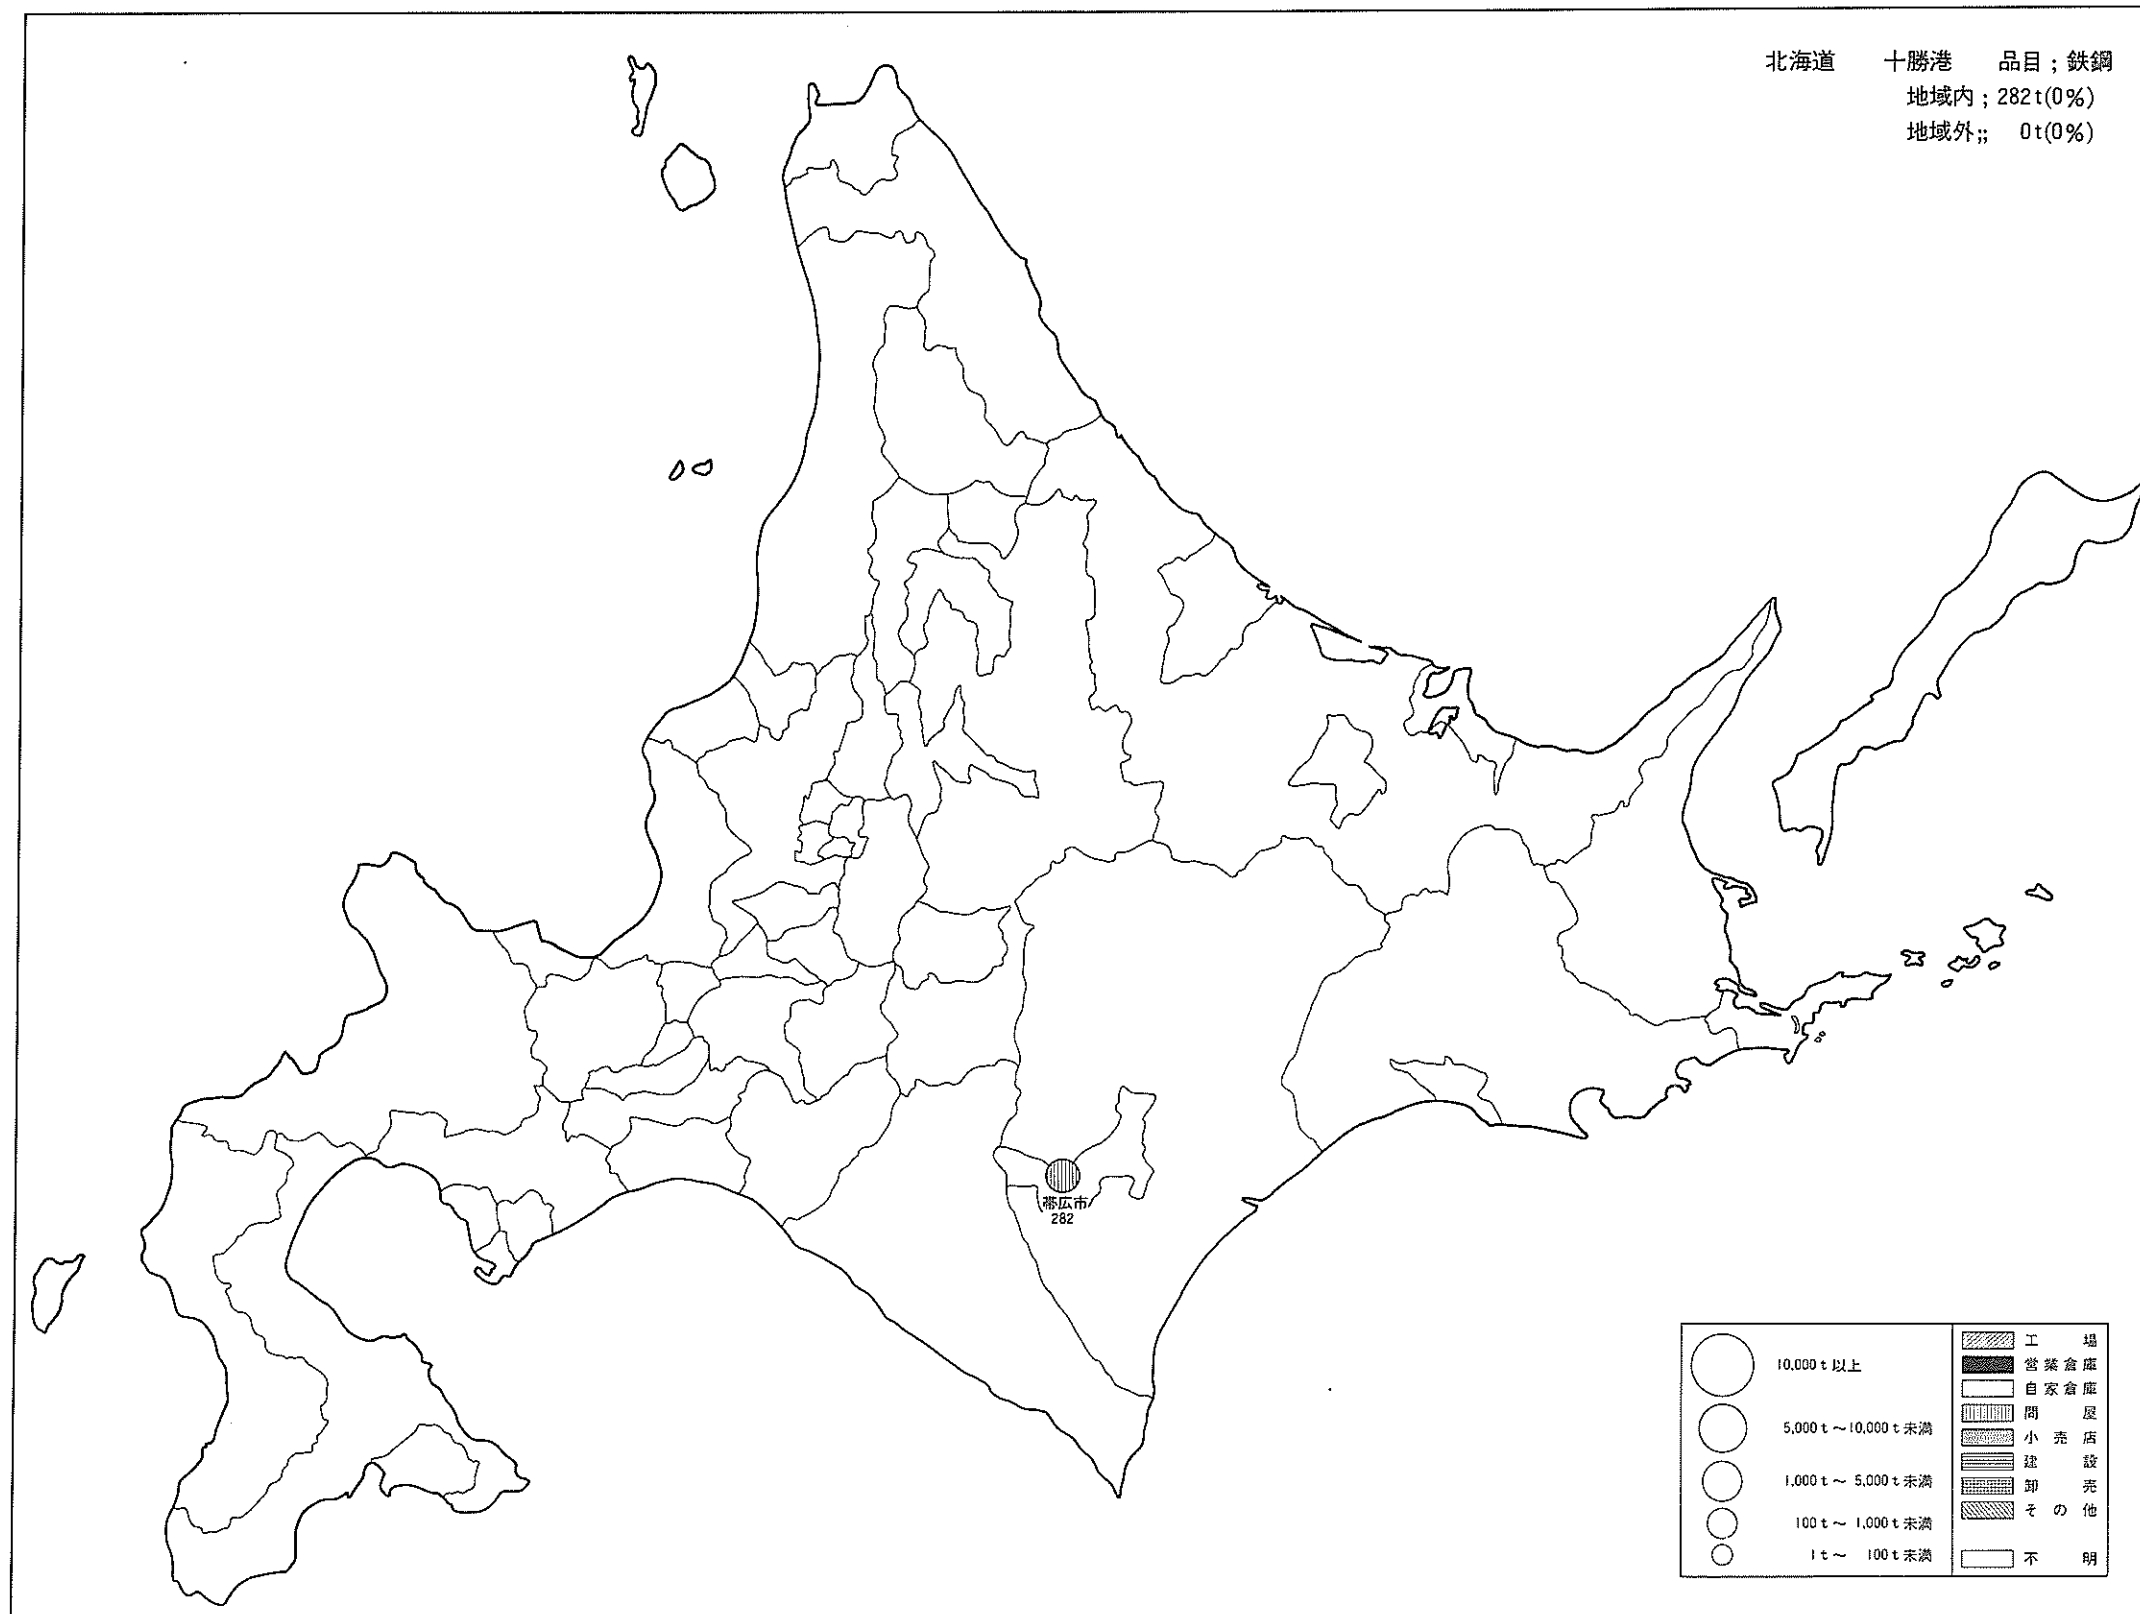 北海道 十勝港 品目；鉄鋼
地域内；282t(0%)
地域外；； 0t(0%)
帯広市
282
10,000t以上
5,000t～10,000t未満
1,000t～5,000t未満
100t～1,000t未満
1t～100t未満
工場
営業倉庫
自家倉庫
問屋
小売店
建設
卸売
その他
不明